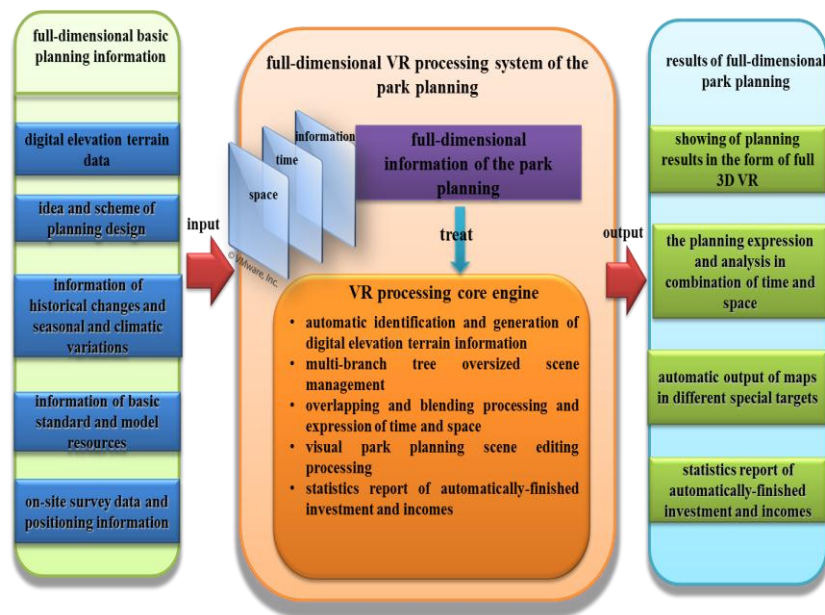 full-dimensional basic
planning information
digital elevation terrain
data
idea and scheme of
planning design
information of
historical changes and
seasonal and climatic
variations
information of basic
standard and model
resources
on-site survey data and
positioning information
input
full-dimensional VR processing system of the
park planning
information
time
space
© VMware, Inc.
full-dimensional
information of the park
planning
treat
VR processing core engine
• automatic identification and generation of
digital elevation terrain information
• multi-branch tree oversized scene
management
• overlapping and blending processing and
expression of time and space
• visual park planning scene editing
processing
• statistics report of automatically-finished
investment and incomes
output
results of full-dimensional
park planning
showing of planning
results in the form of full
3D VR
the planning expression
and analysis in
combination of time and
space
automatic output of maps
in different special targets
statistics report of
automatically-finished
investment and incomes